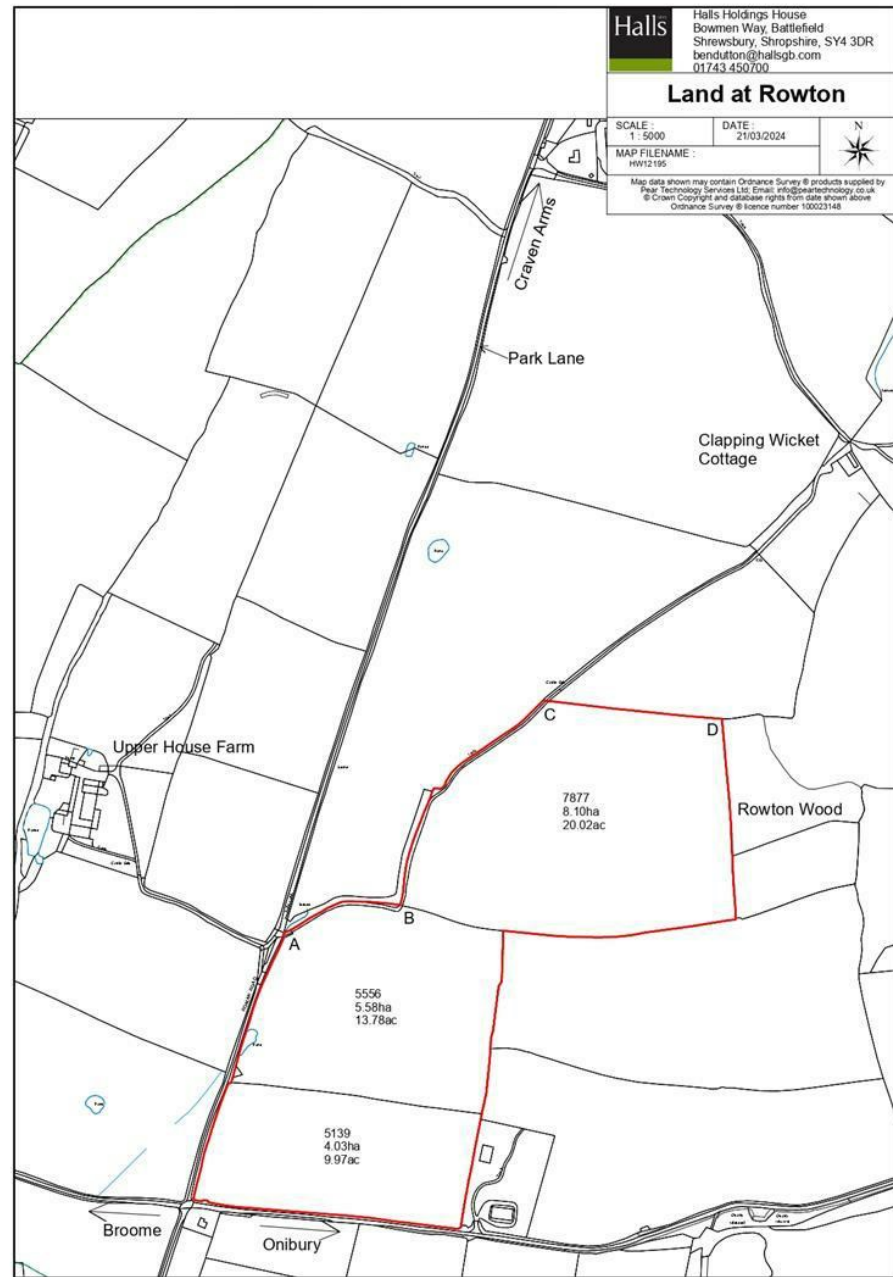 Halls
Halls Holdings House
Bowmen Way, Battlefield
Shrewsbury, Shropshire, SY4 3DR
bendutton@hallsgb.com
01743 450700
Land at Rowton
SCALE :
1 : 5000
DATE :
21/03/2024
N
MAP FILENAME :
HW12195
Map data shown may contain Ordnance Survey ® products supplied by
Pear Technology Services Ltd; Email: info@peartechnology.co.uk
© Crown Copyright and database rights from date shown above
Ordnance Survey ® licence number 100023148
Craven Arms
Park Lane
Clapping Wicket
Cottage
Upper House Farm
C
D
7877
8.10ha
20.02ac
Rowton Wood
B
A
5556
5.58ha
13.78ac
5139
4.03ha
9.97ac
Broome
Onibury